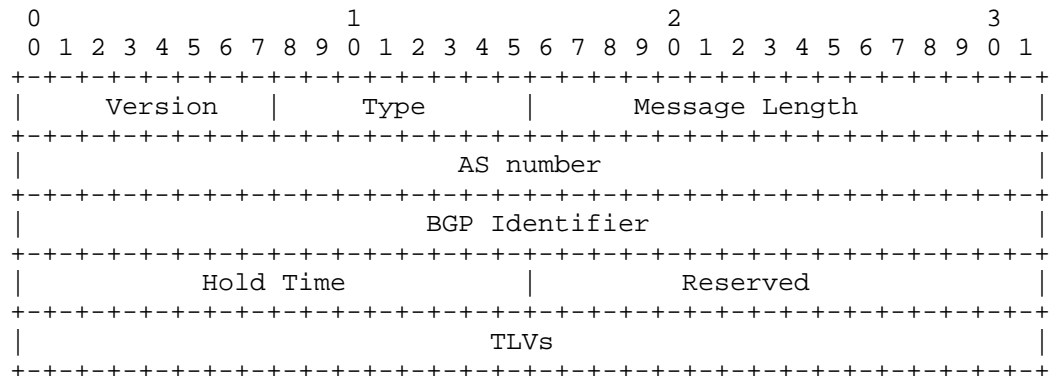 0                   1                   2                   3
0 1 2 3 4 5 6 7 8 9 0 1 2 3 4 5 6 7 8 9 0 1 2 3 4 5 6 7 8 9 0 1
+-+-+-+-+-+-+-+-+-+-+-+-+-+-+-+-+-+-+-+-+-+-+-+-+-+-+-+-+-+-+-+-+
|     Version   |     Type      |      Message Length           |
+-+-+-+-+-+-+-+-+-+-+-+-+-+-+-+-+-+-+-+-+-+-+-+-+-+-+-+-+-+-+-+-+
|                           AS number                           |
+-+-+-+-+-+-+-+-+-+-+-+-+-+-+-+-+-+-+-+-+-+-+-+-+-+-+-+-+-+-+-+-+
|                         BGP Identifier                        |
+-+-+-+-+-+-+-+-+-+-+-+-+-+-+-+-+-+-+-+-+-+-+-+-+-+-+-+-+-+-+-+-+
|           Hold Time           |         Reserved              |
+-+-+-+-+-+-+-+-+-+-+-+-+-+-+-+-+-+-+-+-+-+-+-+-+-+-+-+-+-+-+-+-+
|                             TLVs                              |
+-+-+-+-+-+-+-+-+-+-+-+-+-+-+-+-+-+-+-+-+-+-+-+-+-+-+-+-+-+-+-+-+